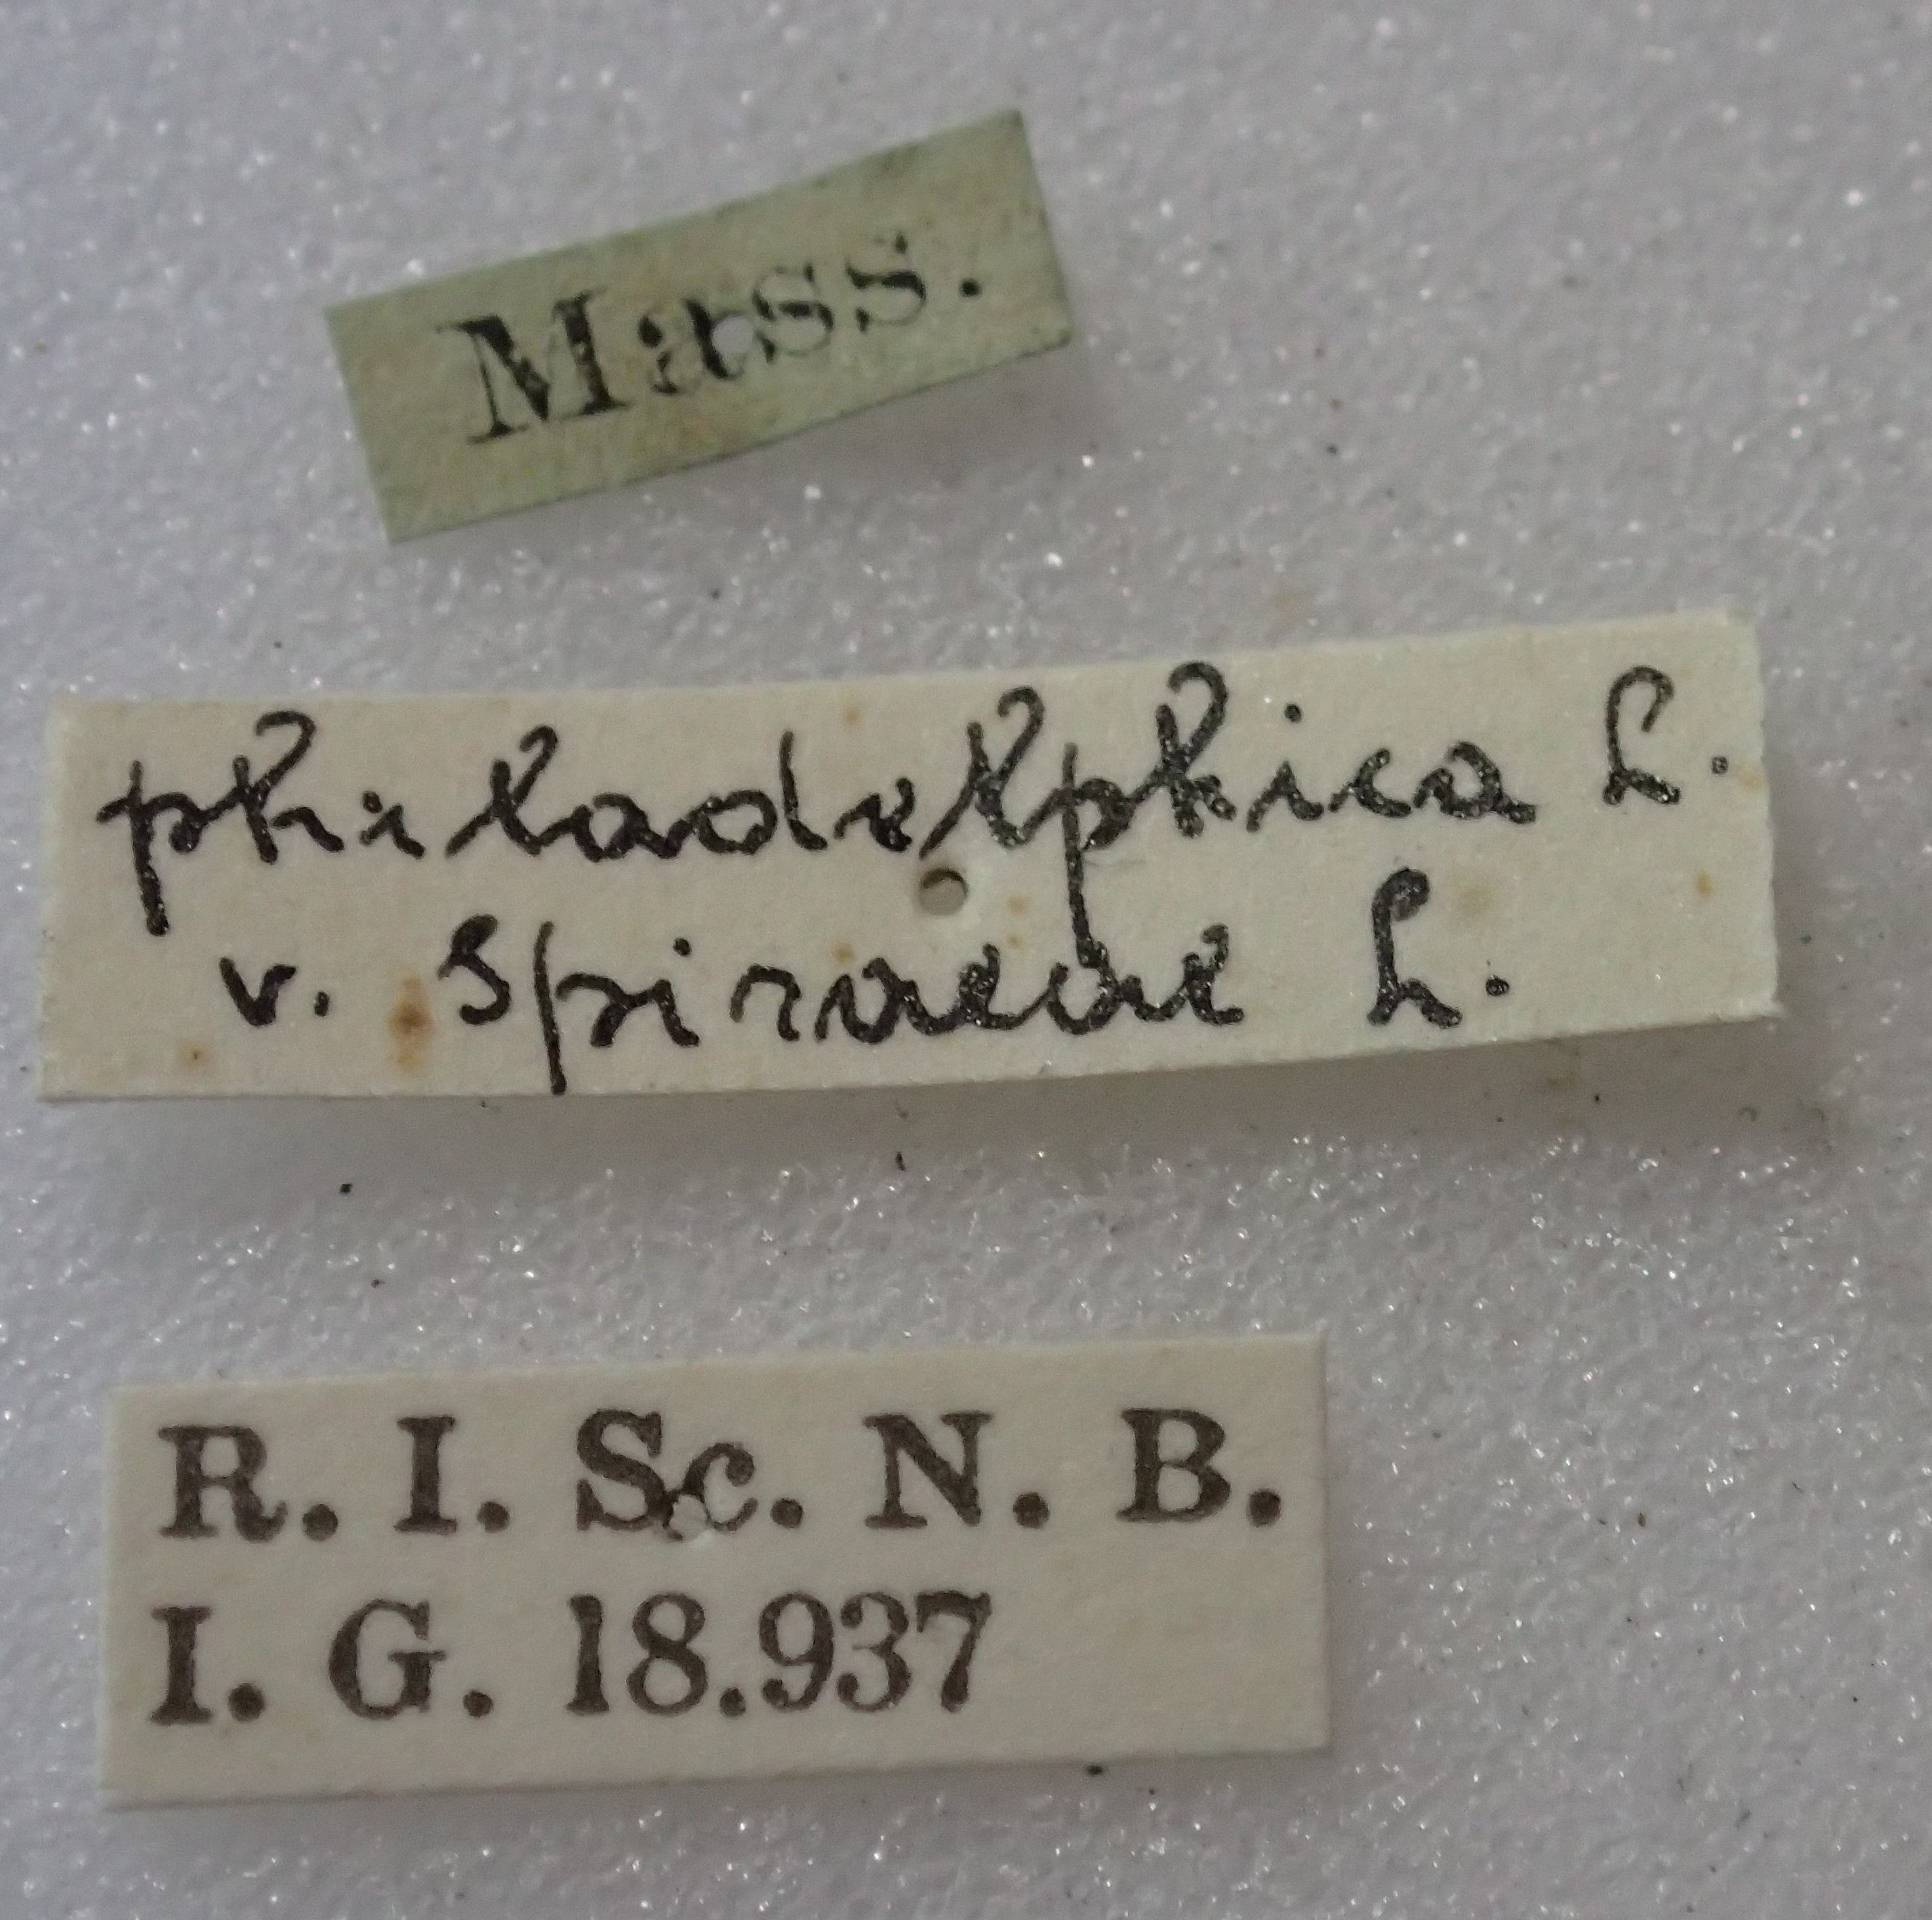 Mass.
philadelphica L.
v. Spiraeae L.
R. I. Sc. N. B.
I. G. 18.937